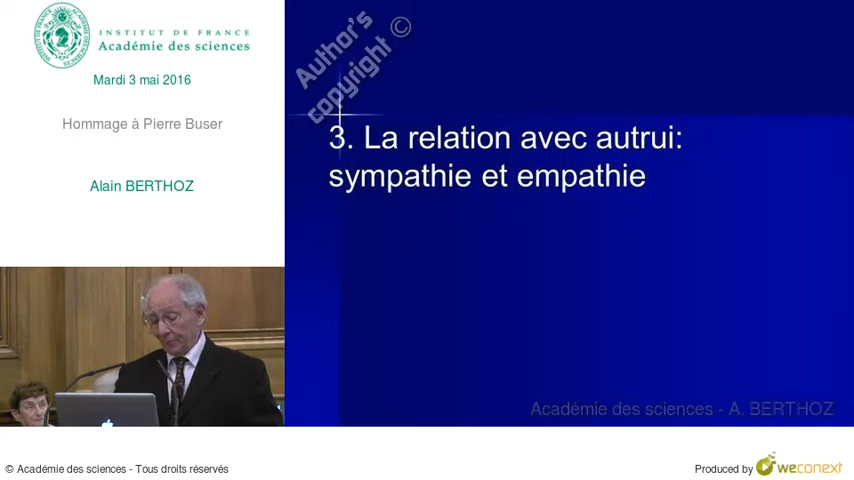 INSTITUT DE FRANCE
Académie des sciences
Mardi 3 mai 2016
Hommage à Pierre Buser
Alain BERTHOZ
Author's
copyright ©
3. La relation avec autrui:
sympathie et empathie
Académie des sciences - A. BERTHOZ
© Académie des sciences - Tous droits réservés
Produced by weconext